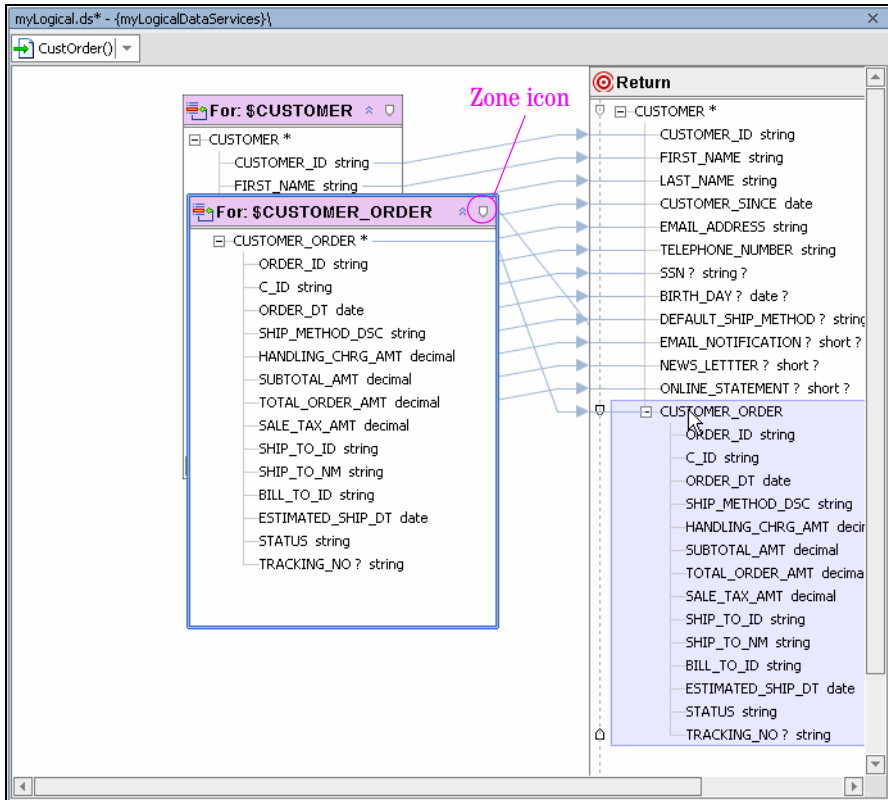 myLogical.ds* - {myLogicalDataServices}\
CustOrder()
Zone icon
For: $CUSTOMER
CUSTOMER *
CUSTOMER_ID string
FIRST_NAME string
For: $CUSTOMER_ORDER
CUSTOMER_ORDER *
ORDER_ID string
C_ID string
ORDER_DT date
SHIP_METHOD_DSC string
HANDLING_CHRG_AMT decimal
SUBTOTAL_AMT decimal
TOTAL_ORDER_AMT decimal
SALE_TAX_AMT decimal
SHIP_TO_ID string
SHIP_TO_NM string
BILL_TO_ID string
ESTIMATED_SHIP_DT date
STATUS string
TRACKING_NO ? string
Return
CUSTOMER *
CUSTOMER_ID string
FIRST_NAME string
LAST_NAME string
CUSTOMER_SINCE date
EMAIL_ADDRESS string
TELEPHONE_NUMBER string
SSN ? string ?
BIRTH_DAY ? date ?
DEFAULT_SHIP_METHOD ? string
EMAIL_NOTIFICATION ? short ?
NEWS_LETTTER ? short ?
ONLINE_STATEMENT ? short ?
CUSTOMER_ORDER
ORDER_ID string
C_ID string
ORDER_DT date
SHIP_METHOD_DSC string
HANDLING_CHRG_AMT decir
SUBTOTAL_AMT decimal
TOTAL_ORDER_AMT decima
SALE_TAX_AMT decimal
SHIP_TO_ID string
SHIP_TO_NM string
BILL_TO_ID string
ESTIMATED_SHIP_DT date
STATUS string
TRACKING_NO ? string